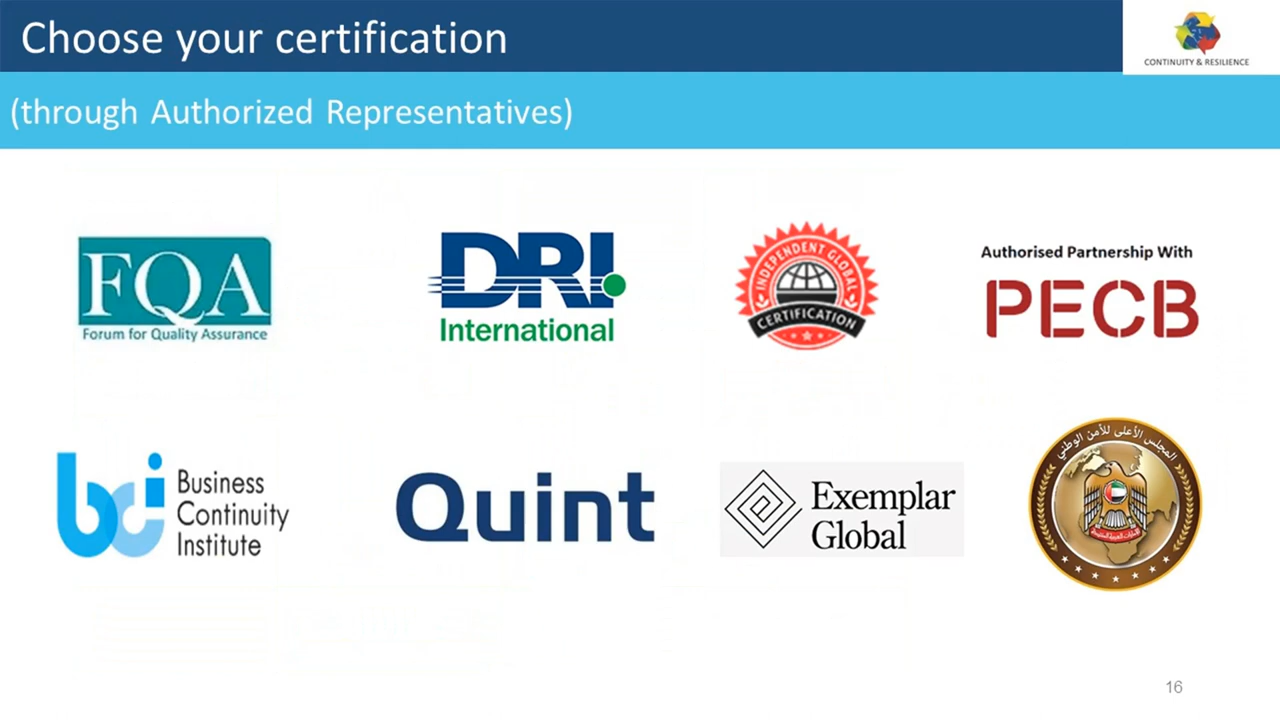 Choose your certification
CONTINUITY & RESILIENCE
(through Authorized Representatives)
FQA
Forum for Quality Assurance
DRI
International
INDEPENDENT GLOBAL
CERTIFICATION
Authorised Partnership With
PECB
bci
Business
Continuity
Institute
Quint
Exemplar
Global
المجلس الأعلى للأمن الوطني
16